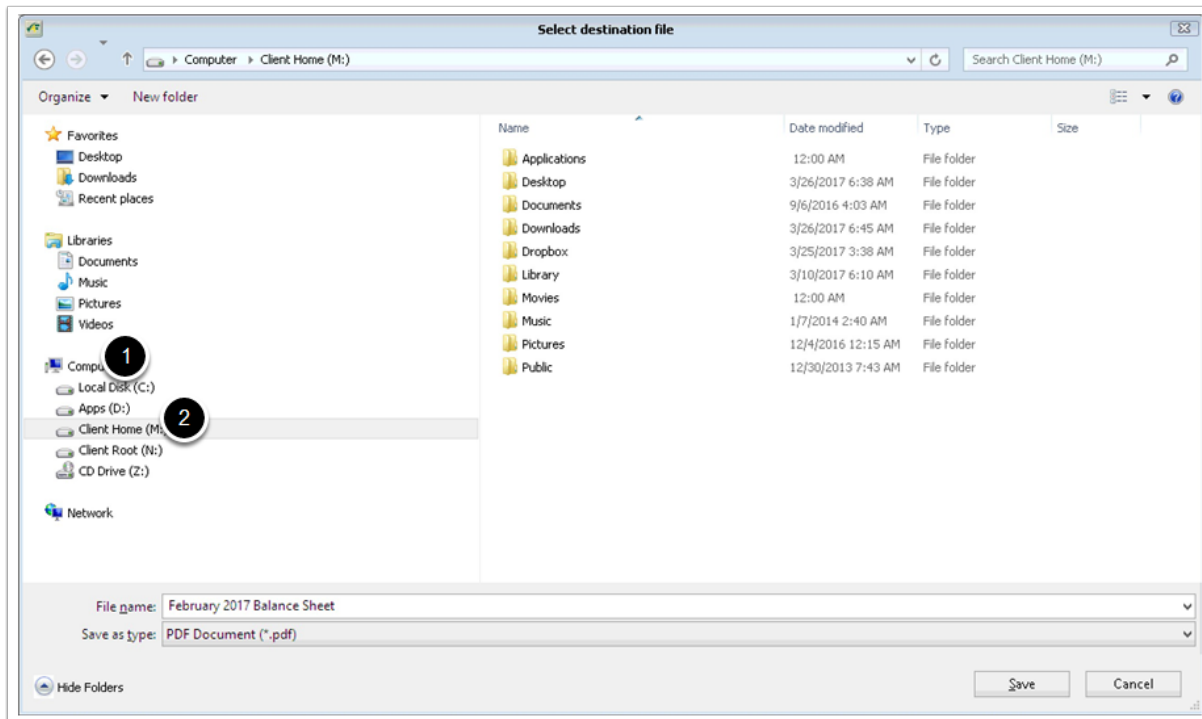 Select destination file
Computer Client Home (M:) Search Client Home (M:)
Organize New folder
Name Date modified Type Size
Favorites
Desktop
Downloads
Recent places
Libraries
Documents
Music
Pictures
Videos
1
Local Disk (C:)
Apps (D:)
2
Client Home (M:
Client Root (N:)
CD Drive (Z:)
Network
Applications 12:00 AM File folder
Desktop 3/26/2017 6:38 AM File folder
Documents 9/6/2016 4:03 AM File folder
Downloads 3/26/2017 6:45 AM File folder
Dropbox 3/25/2017 3:38 AM File folder
Library 3/10/2017 6:10 AM File folder
Movies 12:00 AM File folder
Music 1/7/2014 2:40 AM File folder
Pictures 12/4/2016 12:15 AM File folder
Public 12/30/2013 7:43 AM File folder
File name: February 2017 Balance Sheet
Save as type: PDF Document (*.pdf)
Hide Folders Save Cancel